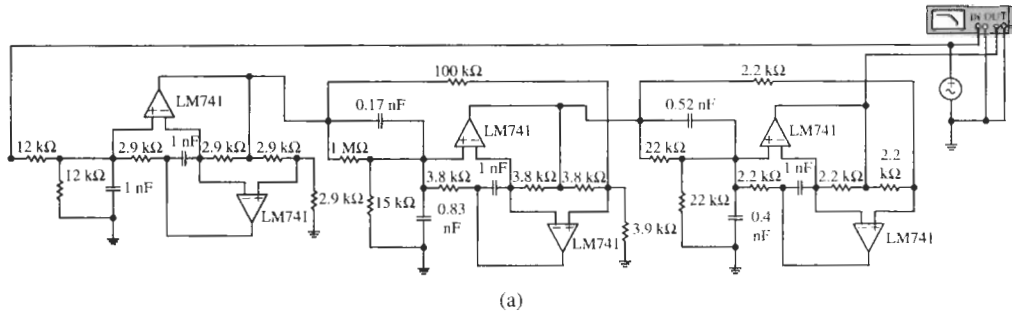 IN OUT
100 kΩ
2.2 kΩ
LM741
0.17 nF
0.52 nF
LM741
LM741
12 kΩ
2.9 kΩ
1 nF
2.9 kΩ
2.9 kΩ
1 MΩ
1 nF
22 kΩ
1 nF
2.2
kΩ
12 kΩ
1 nF
3.8 kΩ
3.8 kΩ
3.8 kΩ
2.2 kΩ
2.2 kΩ
2.9 kΩ
15 kΩ
0.83
nF
22 kΩ
0.4
nF
LM741
LM741
3.9 kΩ
LM741
(a)